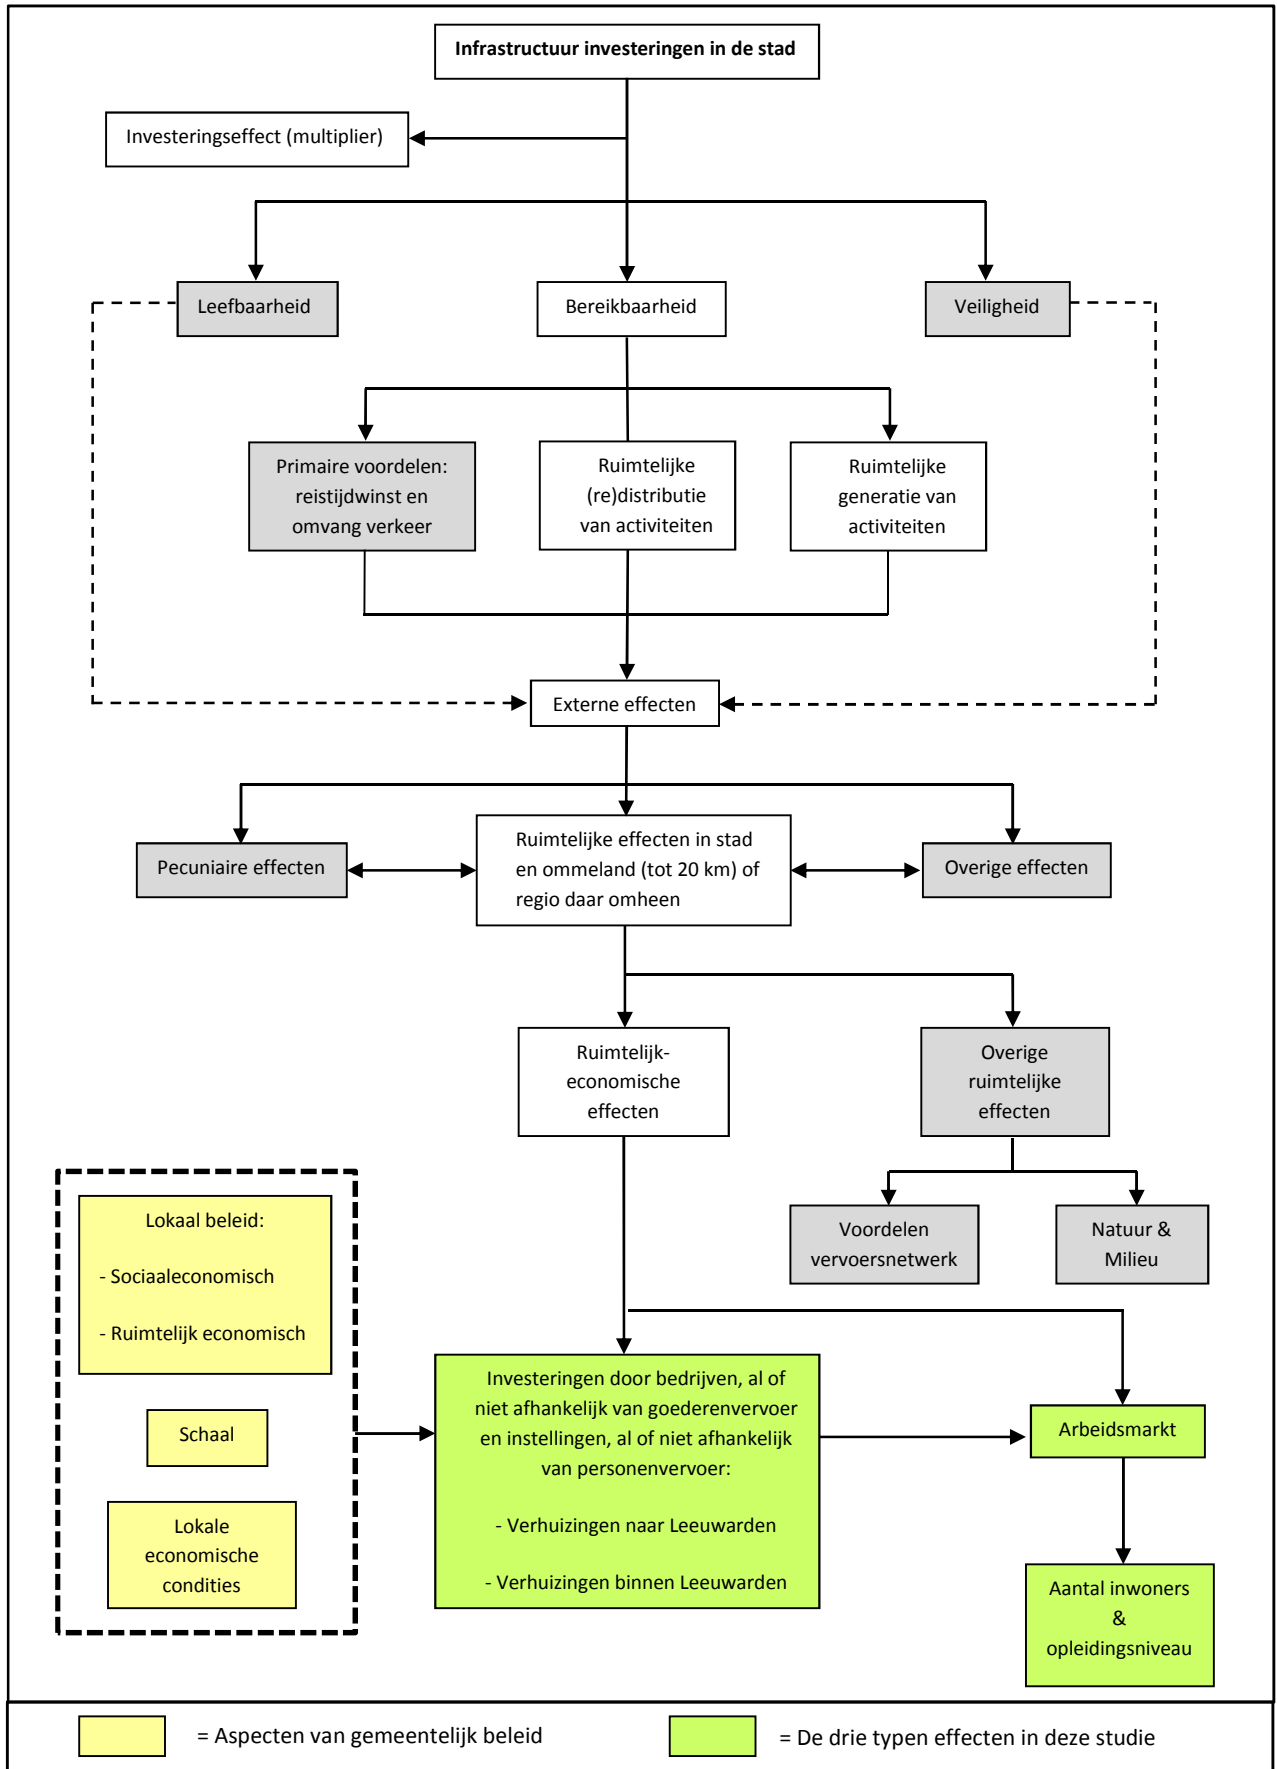 Infrastructuur investeringen in de stad
Investeringseffect (multiplier)
Leefbaarheid
Bereikbaarheid
Veiligheid
Primaire voordelen:
reistijdwinst en
omvang verkeer
Ruimtelijke
(re)distributie
van activiteiten
Ruimtelijke
generatie van
activiteiten
Externe effecten
Pecuniaire effecten
Ruimtelijke effecten in stad
en ommeland (tot 20 km) of
regio daar omheen
Overige effecten
Ruimtelijk-
economische
effecten
Overige
ruimtelijke
effecten
Voordelen
vervoersnetwerk
Natuur &
Milieu
Lokaal beleid:
- Sociaaleconomisch
- Ruimtelijk economisch
Schaal
Lokale
economische
condities
Investeringen door bedrijven, al of
niet afhankelijk van goederenvervoer
en instellingen, al of niet afhankelijk
van personenvervoer:
- Verhuizingen naar Leeuwarden
- Verhuizingen binnen Leeuwarden
Arbeidsmarkt
Aantal inwoners
&
opleidingsniveau
= Aspecten van gemeentelijk beleid
= De drie typen effecten in deze studie